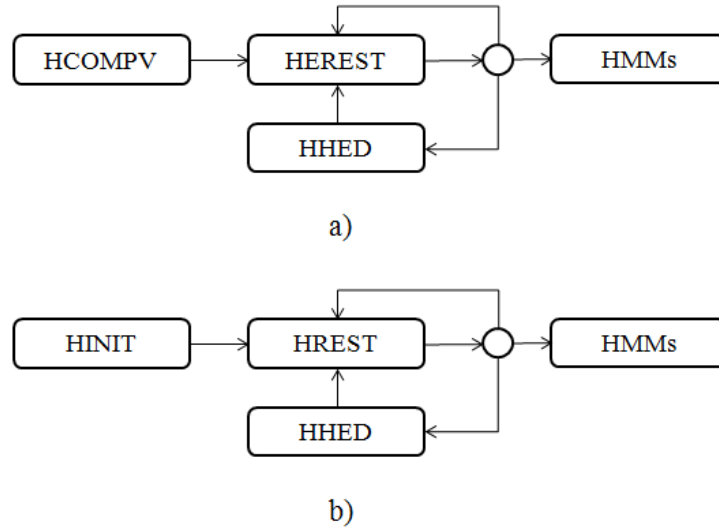 HCOMPV
HEREST
HMMs
HHED
a)
HINIT
HREST
HMMs
HHED
b)